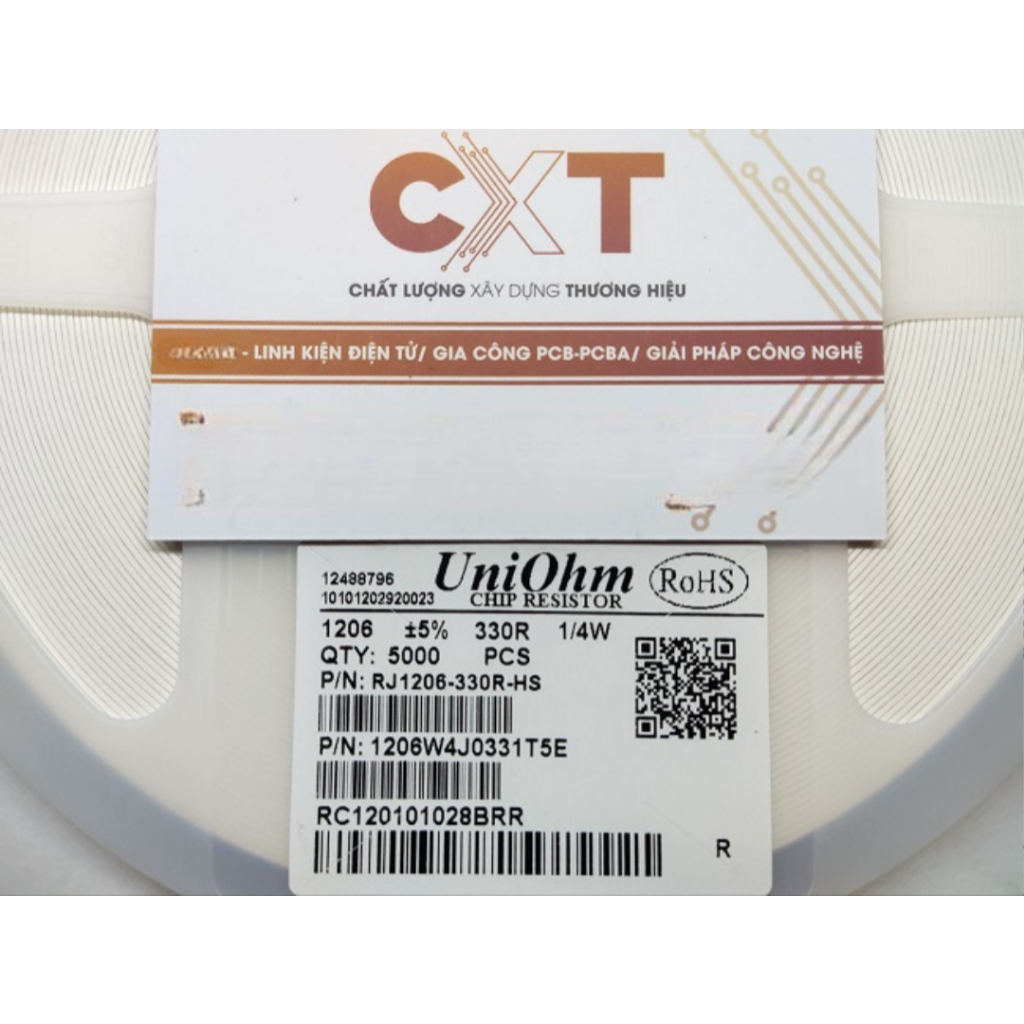 CXT
CHẤT LƯỢNG XÂY DỰNG THƯƠNG HIỆU
- LINH KIỆN ĐIỆN TỬ/ GIA CÔNG PCB-PCBA/ GIẢI PHÁP CÔNG NGHỆ
12488796 UniOhm RoHS
10101202920023 CHIP RESISTOR
1206 ±5% 330R 1/4W
QTY: 5000 PCS
P/N: RJ1206-330R-HS
P/N: 1206W4J0331T5E
RC120101028BRR
R